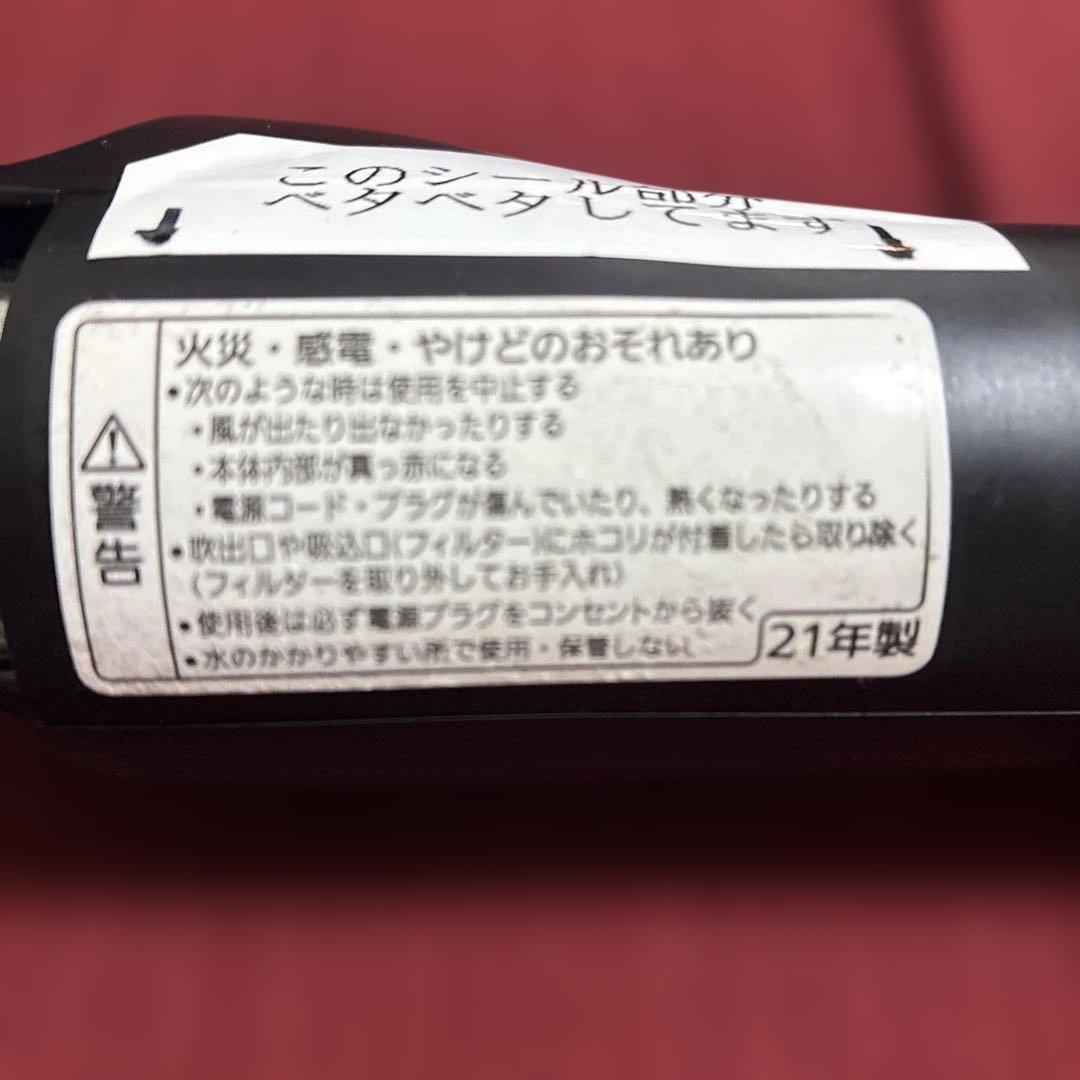 このシール部分
ベタベタしてます
警告
火災・感電・やけどのおそれあり
•次のような時は使用を中止する
・風が出たり出なかったりする
・本体内部が真っ赤になる
・電源コード・プラグが傷んでいたり、熱くなったりする
•吹出口や吸込口(フィルター)にホコリが付着したら取り除く
(フィルターを取り外してお手入れ)
•使用後は必ず電源プラグをコンセントから抜く
•水のかかりやすい所で使用・保管しない
21年製